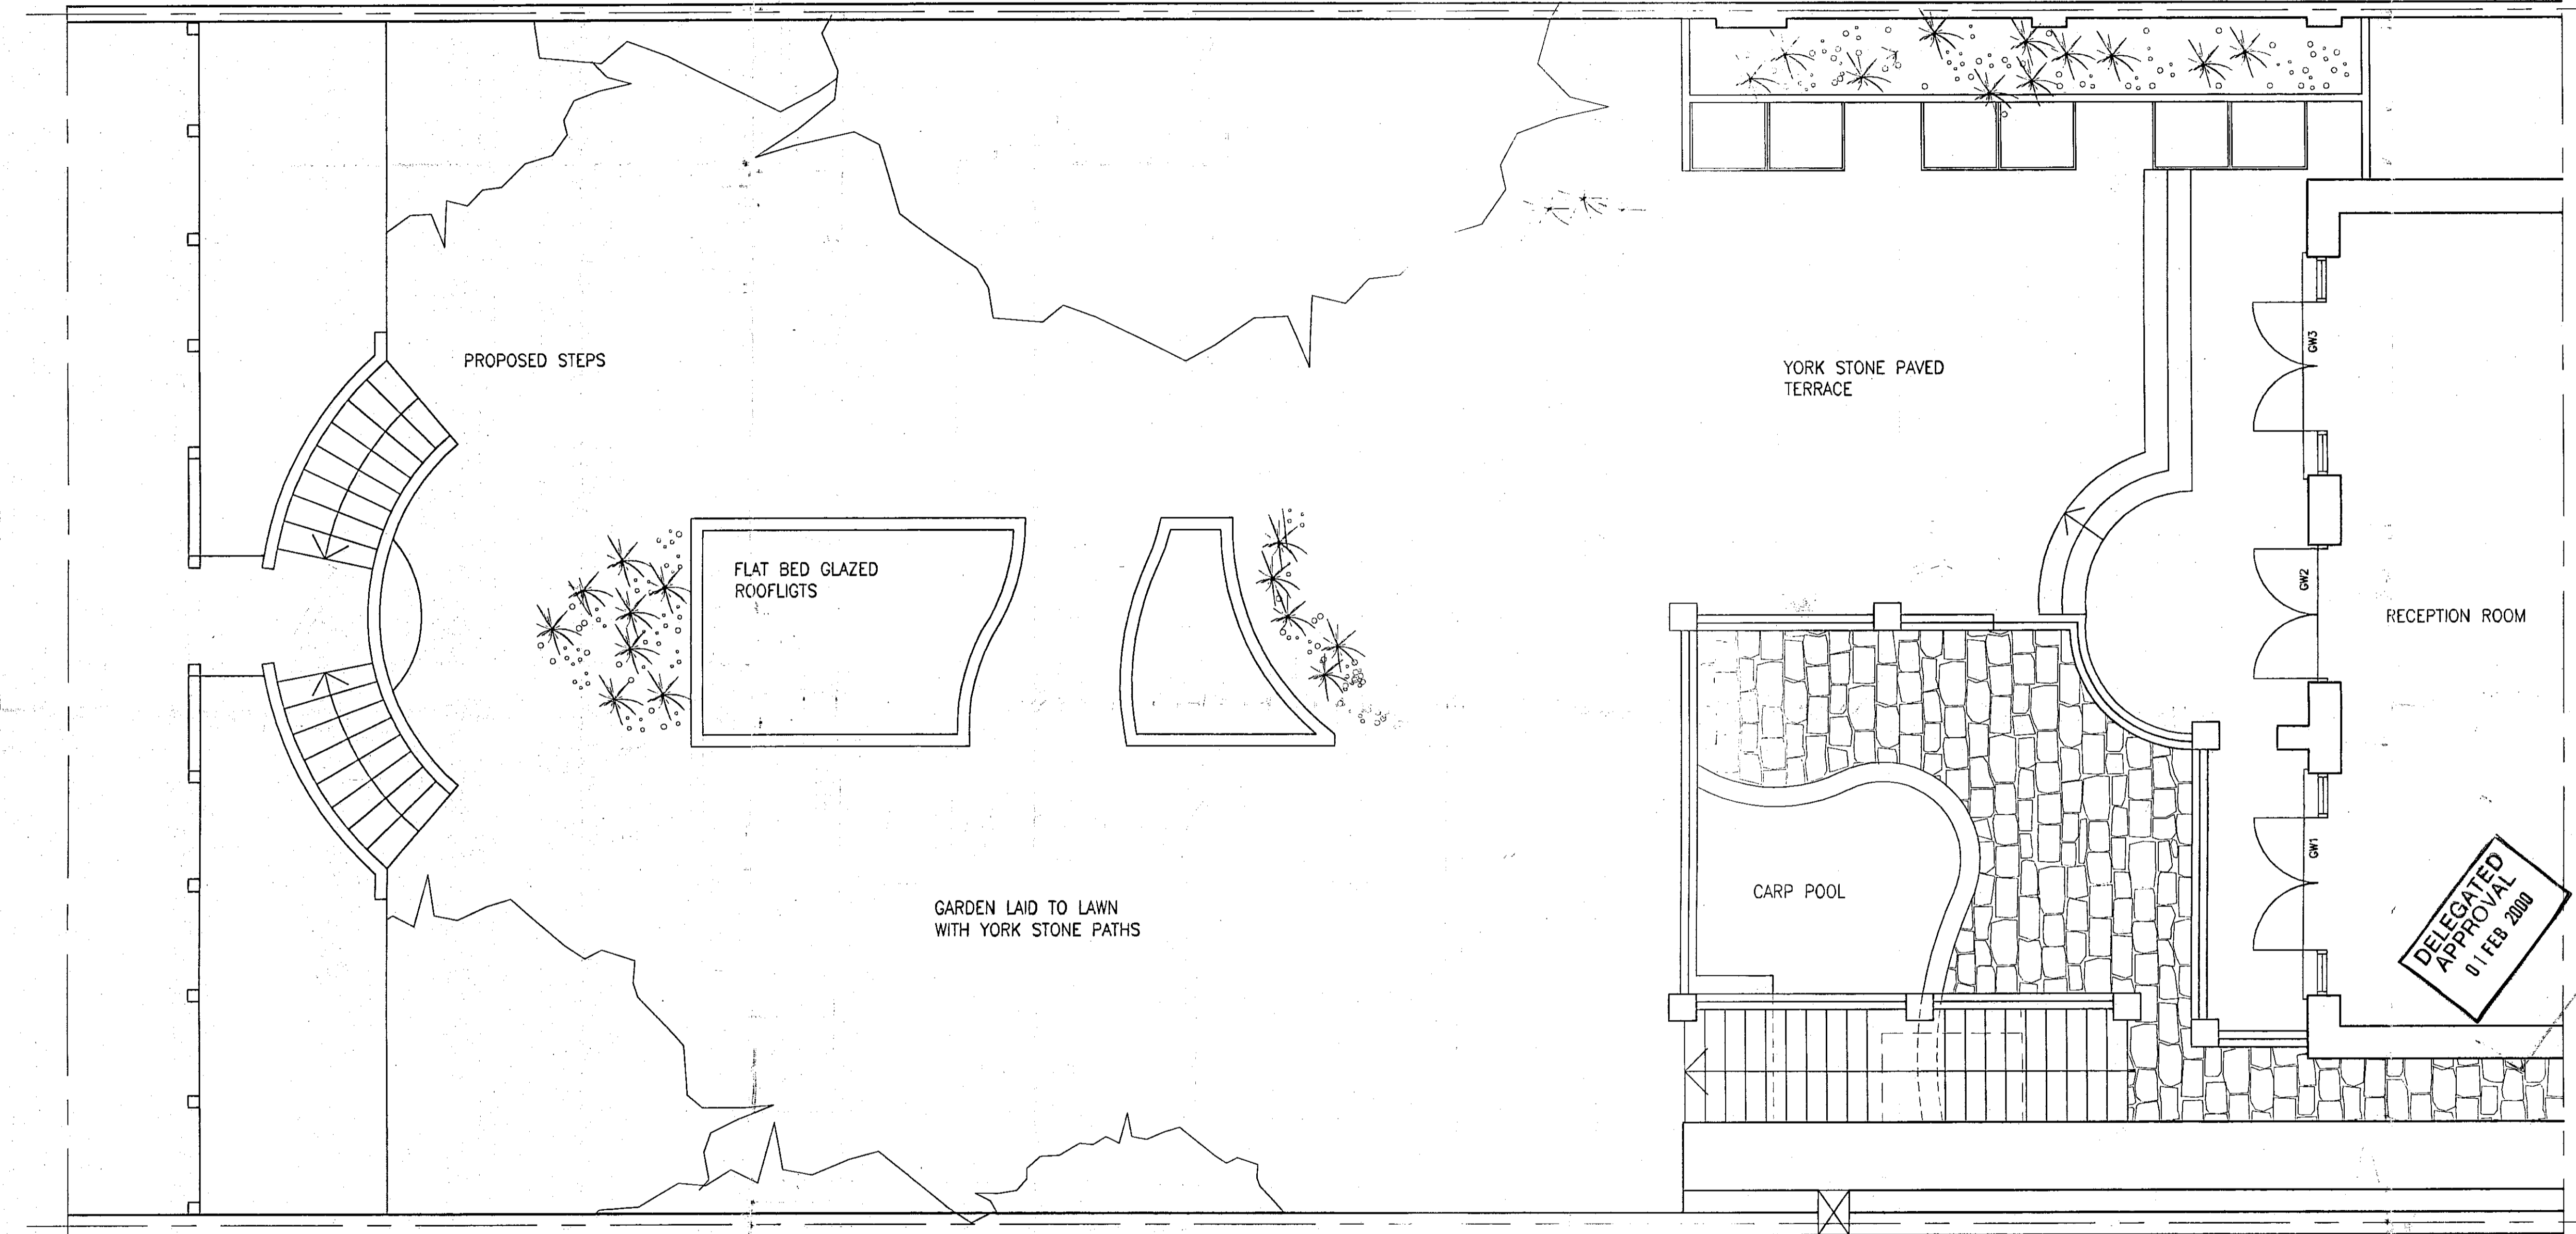 PROPOSED STEPS
YORK STONE PAVED
TERRACE
GW3
FLAT BED GLAZED
ROOFLIGTS
GW2
RECEPTION ROOM
GW1
CARP POOL
GARDEN LAID TO LAWN
WITH YORK STONE PATHS
DELEGATED
APPROVAL
01 FEB 2000